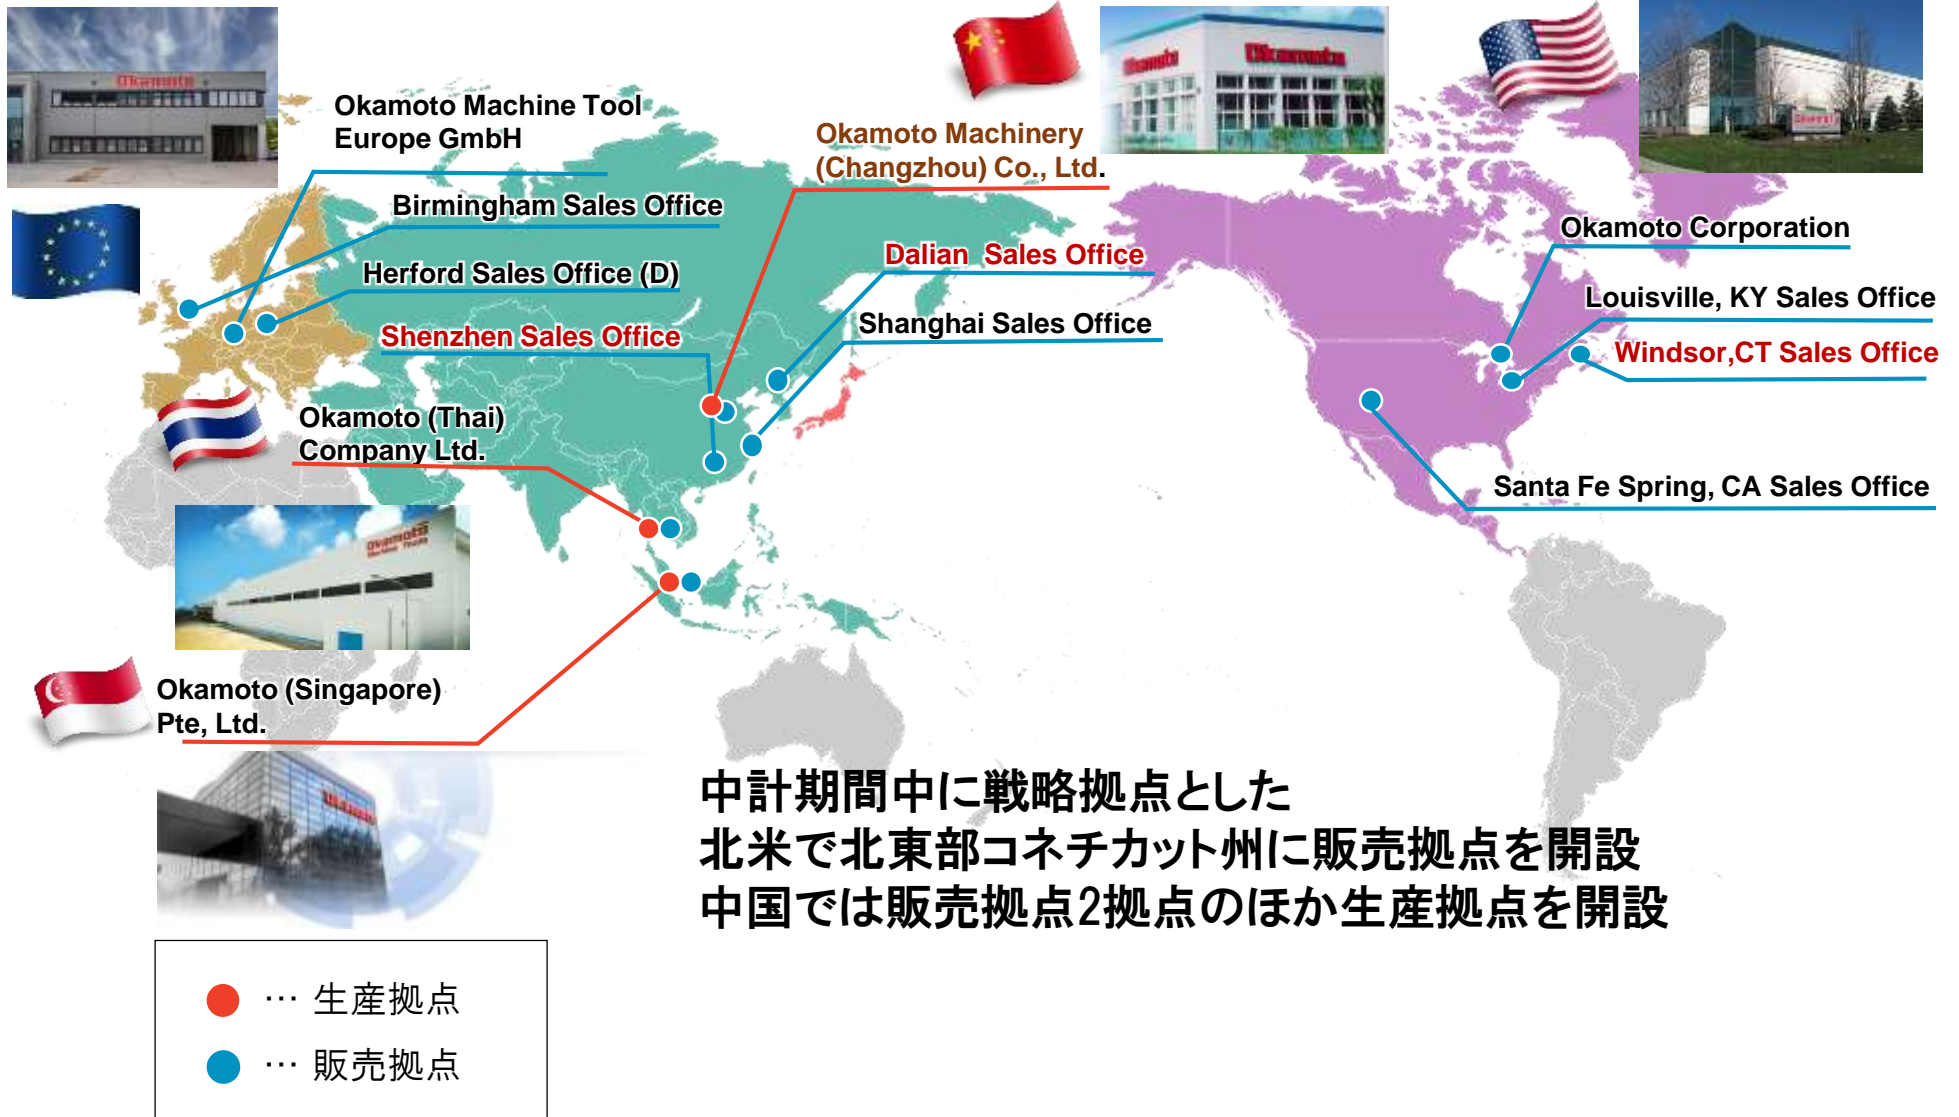 Okamoto
Okamoto Machine Tool
Europe GmbH
Birmingham Sales Office
Herford Sales Office (D)
Shenzhen Sales Office
Okamoto Machinery
(Changzhou) Co., Ltd.
Okamoto
Okamoto
Dalian  Sales Office
Shanghai Sales Office
Okamoto Corporation
Louisville, KY Sales Office
Windsor,CT Sales Office
Santa Fe Spring, CA Sales Office
Okamoto (Thai)
Company Ltd.
Okamoto
Okamoto (Singapore)
Pte, Ltd.
Okamoto
中計期間中に戦略拠点とした
北米で北東部コネチカット州に販売拠点を開設
中国では販売拠点2拠点のほか生産拠点を開設
… 生産拠点
… 販売拠点